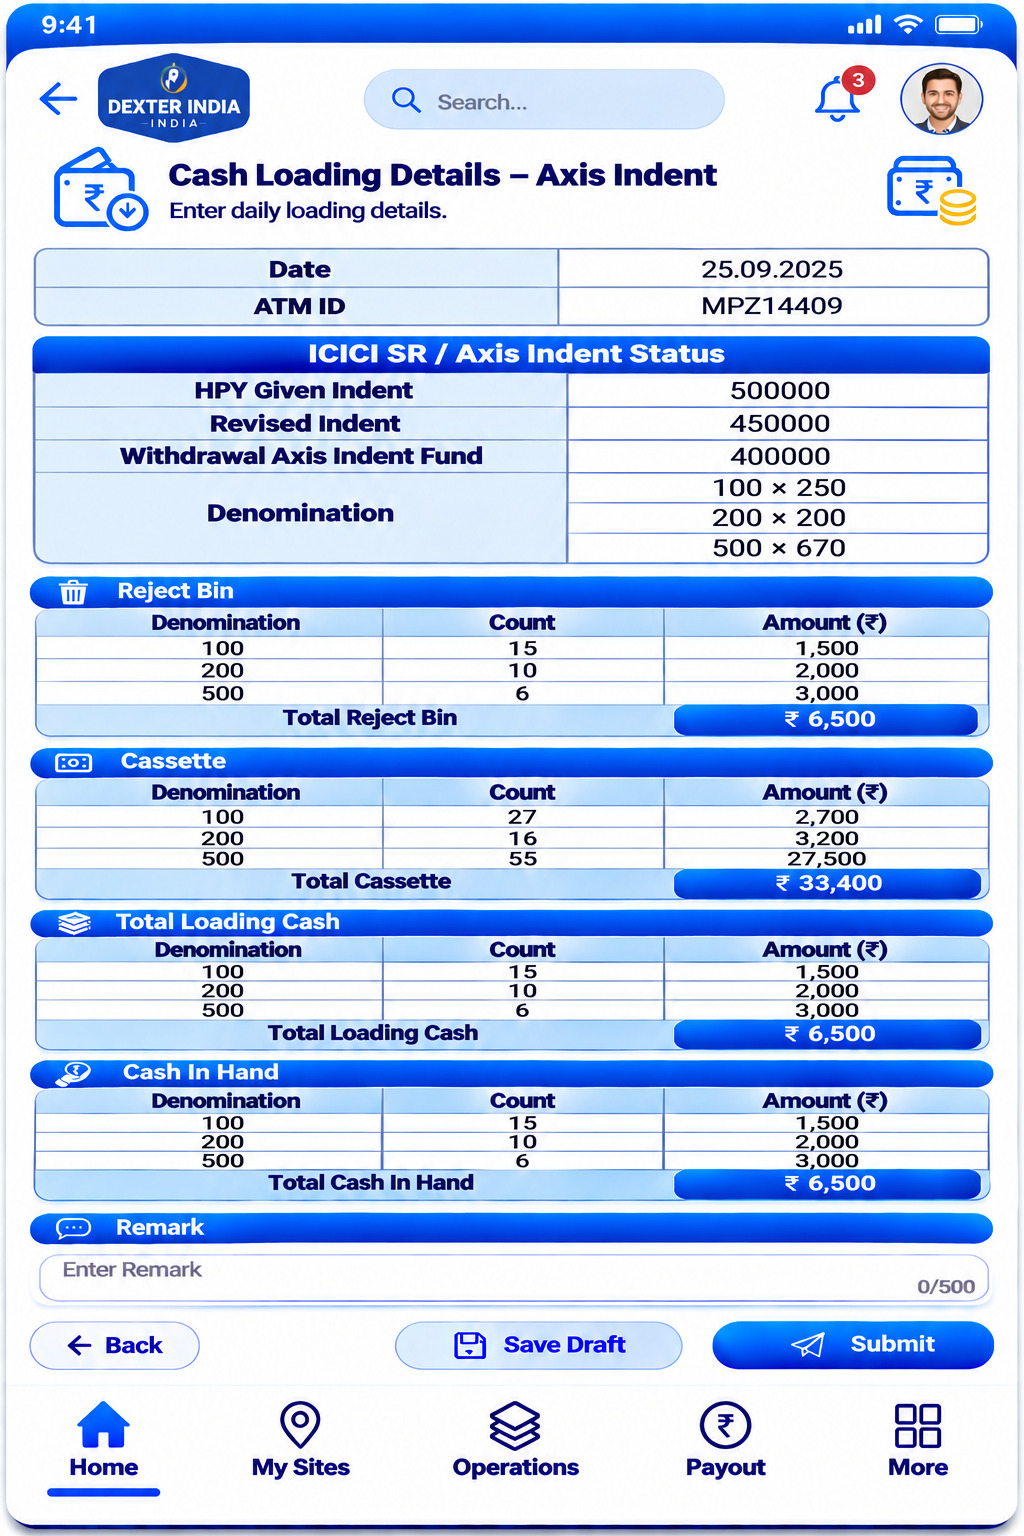 9:41
DEXTER INDIA
INDIA
Search...
3
Cash Loading Details – Axis Indent
Enter daily loading details.
Date 25.09.2025
ATM ID MPZ14409
ICICI SR / Axis Indent Status
HPY Given Indent 500000
Revised Indent 450000
Withdrawal Axis Indent Fund 400000
Denomination 100 × 250
200 × 200
500 × 670
Reject Bin
Denomination Count Amount (₹)
100 15 1,500
200 10 2,000
500 6 3,000
Total Reject Bin ₹ 6,500
Cassette
Denomination Count Amount (₹)
100 27 2,700
200 16 3,200
500 55 27,500
Total Cassette ₹ 33,400
Total Loading Cash
Denomination Count Amount (₹)
100 15 1,500
200 10 2,000
500 6 3,000
Total Loading Cash ₹ 6,500
Cash In Hand
Denomination Count Amount (₹)
100 15 1,500
200 10 2,000
500 6 3,000
Total Cash In Hand ₹ 6,500
Remark
Enter Remark
0/500
Back Save Draft Submit
Home My Sites Operations Payout More